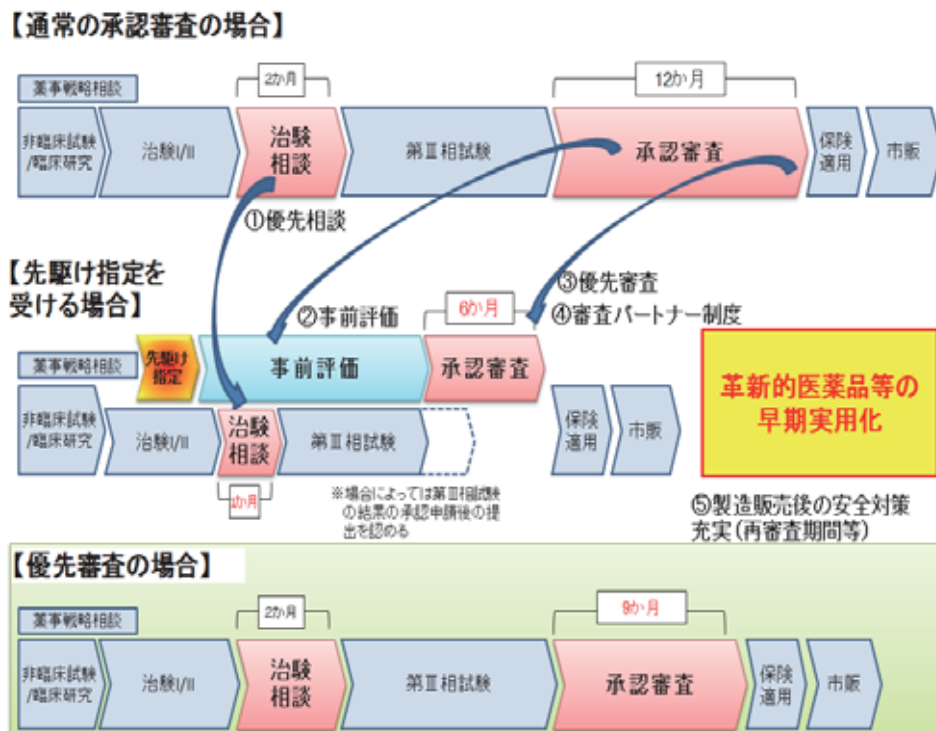 【通常の承認審査の場合】
薬事戦略相談
2か月
12か月
非臨床試験
/臨床研究
治験I/II
治験
相談
第Ⅲ相試験
承認審査
保険
適用
市販
①優先相談
【先駆け指定を
受ける場合】
②事前評価
6か月
③優先審査
④審査パートナー制度
薬事戦略相談
先駆け
指定
事前評価
承認審査
革新的医薬品等の
早期実用化
非臨床試験
/臨床研究
治験I/II
治験
相談
第Ⅲ相試験
保険
適用
市販
1か月
※場合によっては第Ⅲ相試験
の結果の承認申請後の提
出を認める
⑤製造販売後の安全対策
充実(再審査期間等)
【優先審査の場合】
薬事戦略相談
2か月
9か月
非臨床試験
/臨床研究
治験I/II
治験
相談
第Ⅲ相試験
承認審査
保険
適用
市販